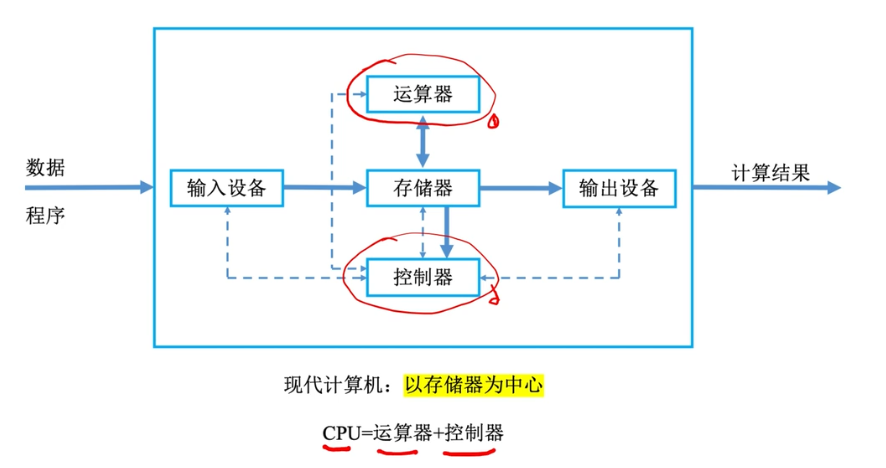 运算器
数据
程序
输入设备
存储器
输出设备
计算结果
控制器
现代计算机：以存储器为中心
CPU=运算器+控制器